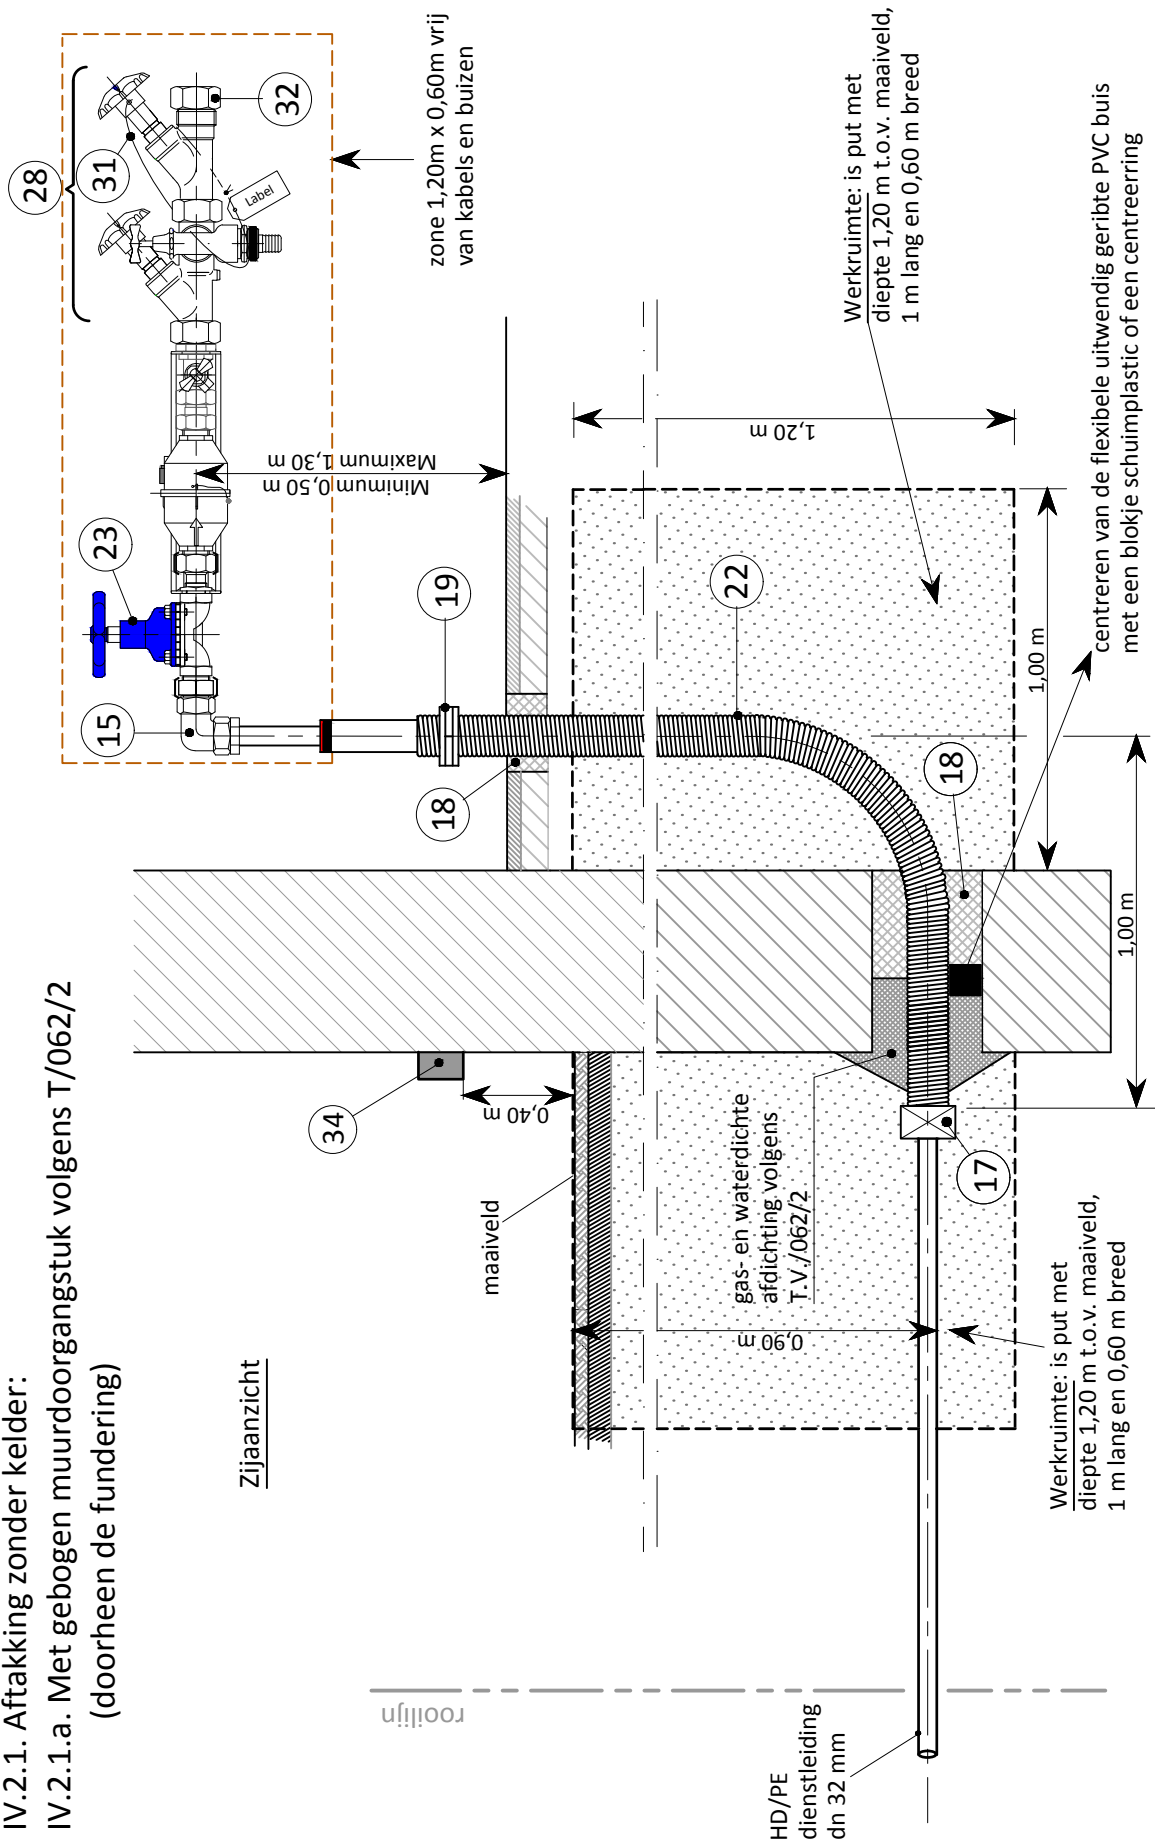 IV.2.1. Aftakking zonder kelder:
IV.2.1.a. Met gebogen muurdoorgangstuk volgens T/062/2
(doorheen de fundering)
Zijaanzicht
28
31
32
23
15
Label
zone 1,20m x 0,60m vrij
van kabels en buizen
Minimum 0,50 m
Maximum 1,30 m
19
18
22
1,20 m
Werkruimte: is put met
diepte 1,20 m t.o.v. maaiveld,
1 m lang en 0,60 m breed
1,00 m
centreren van de flexibele uitwendig geribte PVC buis
met een blokje schuimplastic of een centreerring
18
1,00 m
34
0,40 m
maaiveld
gas- en waterdichte
afdichting volgens
T.V./062/2
17
0,90 m
Werkruimte: is put met
diepte 1,20 m t.o.v. maaiveld,
1 m lang en 0,60 m breed
rooilijn
HD/PE
dienstleiding
dn 32 mm